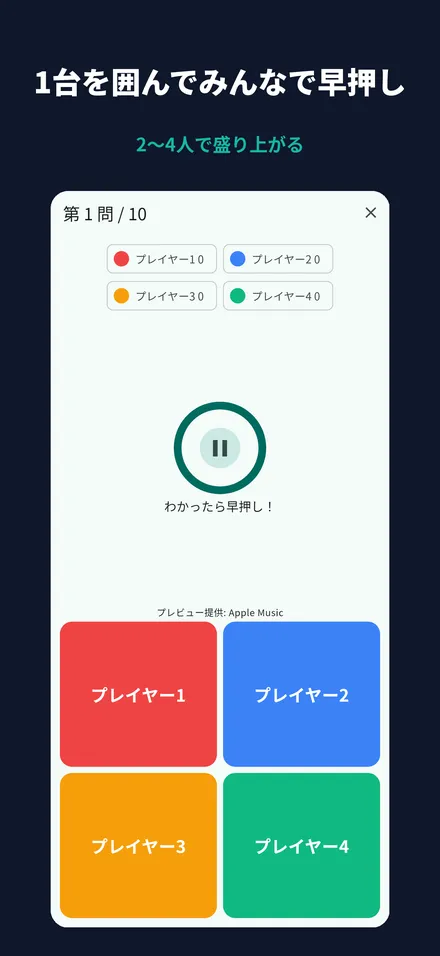 1台を囲んでみんなで早押し
2〜4人で盛り上がる
第 1 問 / 10
プレイヤー1 0
プレイヤー2 0
プレイヤー3 0
プレイヤー4 0
わかったら早押し！
プレビュー提供: Apple Music
プレイヤー1
プレイヤー2
プレイヤー3
プレイヤー4